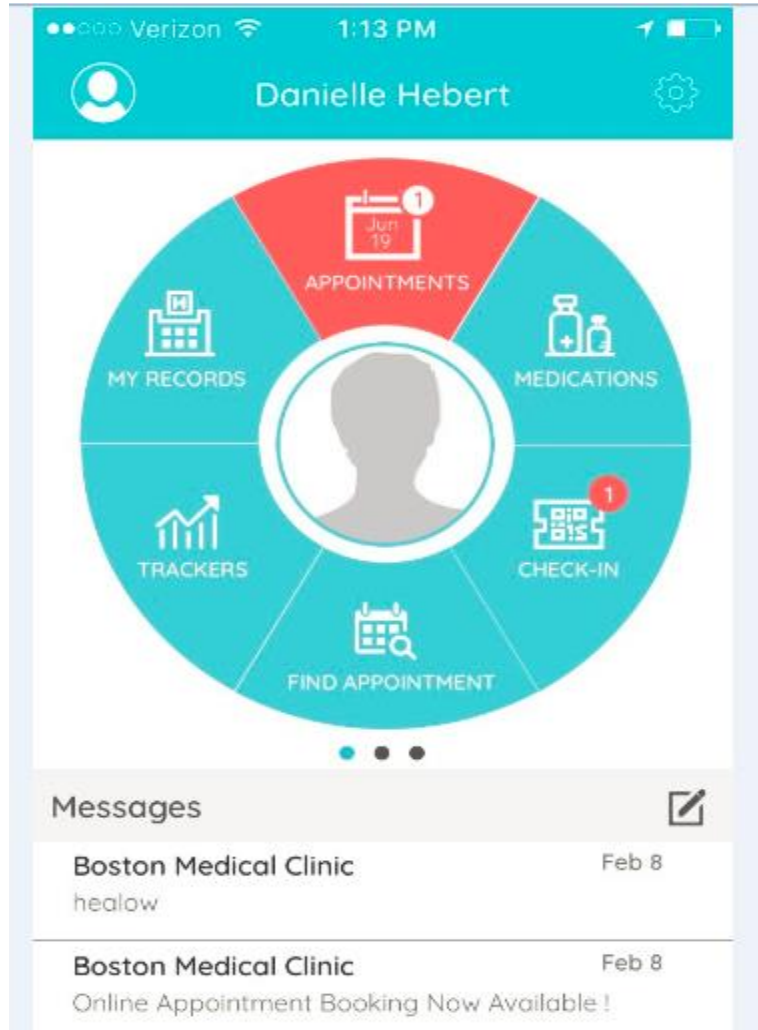 Verizon 1:13 PM
Danielle Hebert
1
Jun
19
APPOINTMENTS
MY RECORDS
MEDICATIONS
TRACKERS
1
CHECK-IN
FIND APPOINTMENT
Messages
Boston Medical Clinic Feb 8
healow
Boston Medical Clinic Feb 8
Online Appointment Booking Now Available !